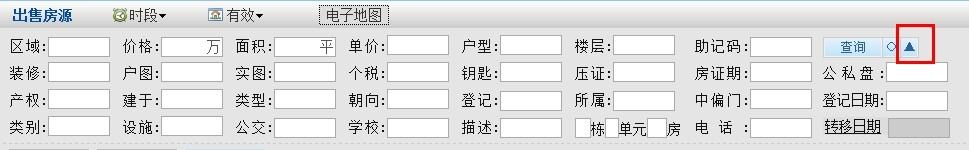 出售房源 时段 有效 电子地图
区域: 价格: 万 面积: 平 单价: 户型: 楼层: 助记码: 查询
装修: 户图: 实图: 个税: 钥匙: 压证: 房证期: 公私盘:
产权: 建于: 类型: 朝向: 登记: 所属: 中偏门: 登记日期:
类别: 设施: 公交: 学校: 描述: 栋 单元 房 电话: 转移日期